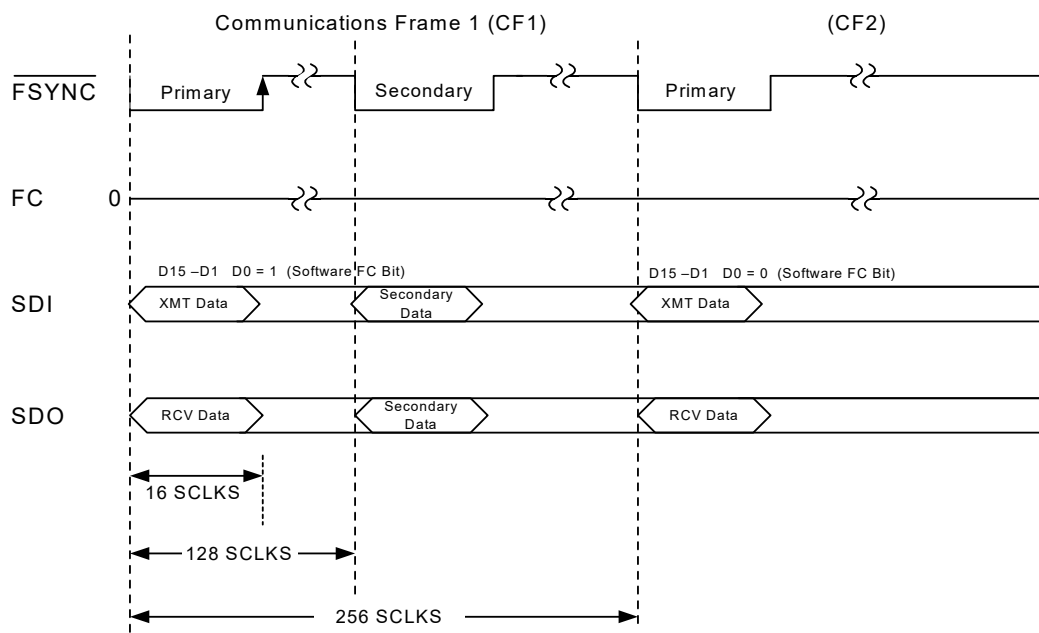 Communications Frame 1 (CF1)
(CF2)
FSYNC
Primary
Secondary
Primary
FC
0
D15 –D1 D0 = 1 (Software FC Bit)
D15 –D1 D0 = 0 (Software FC Bit)
SDI
XMT Data
Secondary
Data
XMT Data
SDO
RCV Data
Secondary
Data
RCV Data
16 SCLKS
128 SCLKS
256 SCLKS